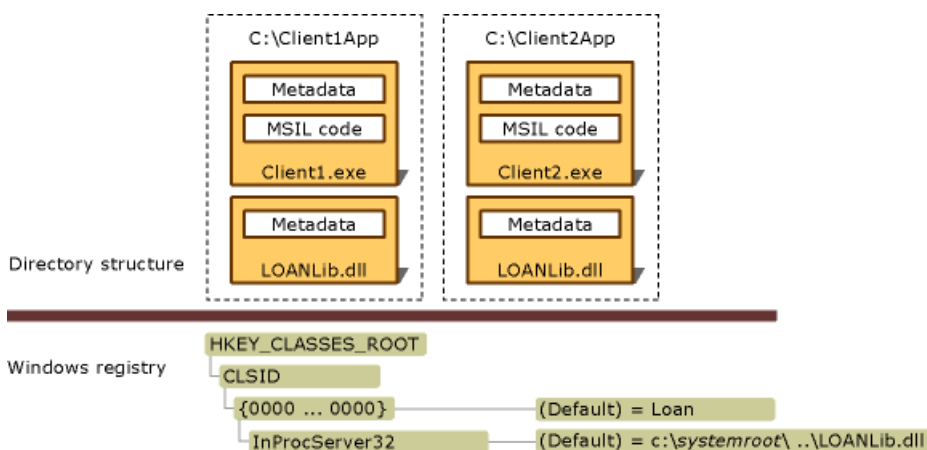 C:\Client1App
C:\Client2App
Metadata
MSIL code
Client1.exe
Metadata
MSIL code
Client2.exe
Metadata
LOANLib.dll
Metadata
LOANLib.dll
Directory structure
Windows registry
HKEY_CLASSES_ROOT
CLSID
{0000 ... 0000}
(Default) = Loan
InProcServer32
(Default) = c:\systemroot\ ..\LOANLib.dll